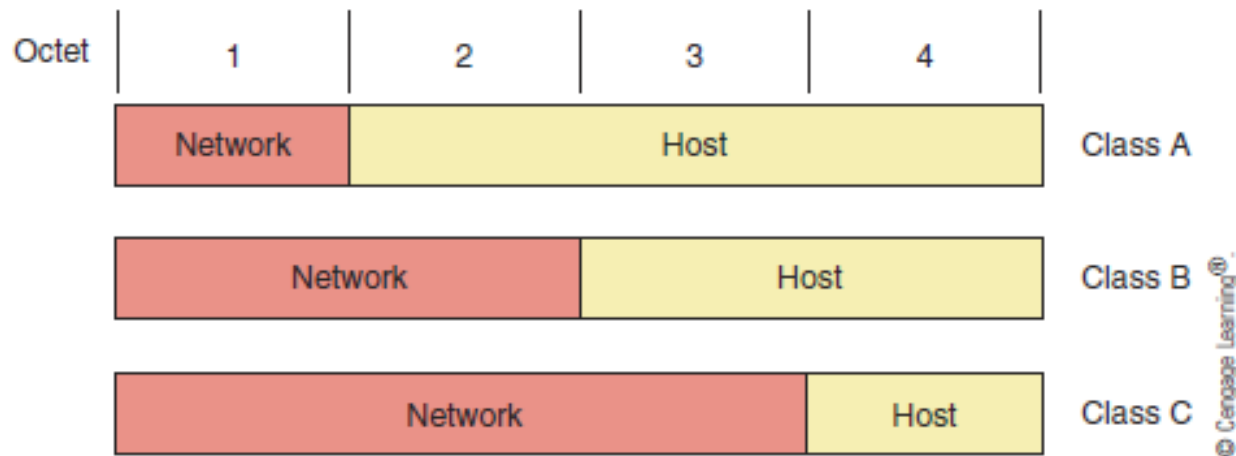 Octet 1 2 3 4
Network Host Class A
Network Host Class B
Network Host Class C
© Cengage Learning®.